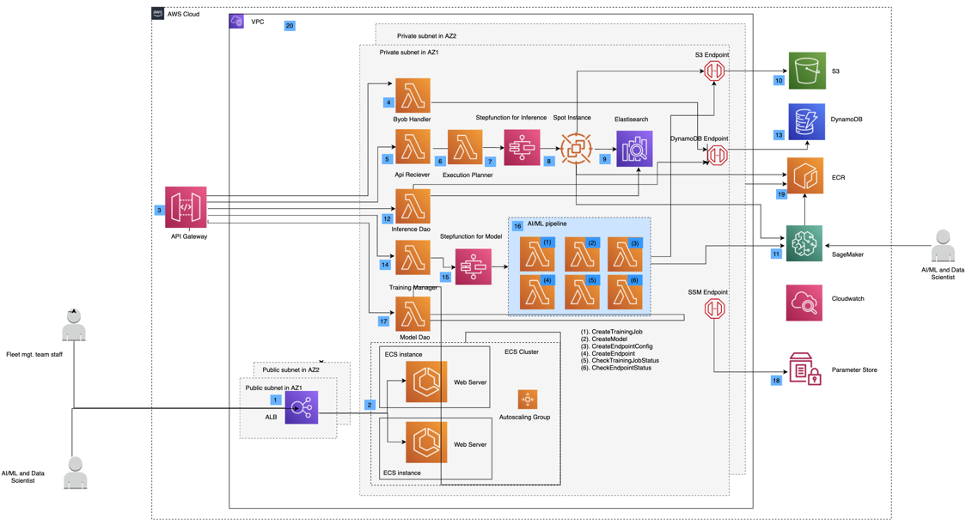 AWS Cloud
VPC
20
Private subnet in AZ2
Private subnet in AZ1
S3 Endpoint
10
S3
4
Byob Handler
Stepfunction for Inference
Spot Instance
Elastisearch
DynamoDB Endpoint
13
DynamoDB
5
6
7
8
9
Api Reciever
Execution Planner
3
API Gateway
12
Inference Dao
19
ECR
16
AI/ML pipeline
(1)
(2)
(3)
(4)
(5)
(6)
Stepfunction for Model
14
15
Training Manager
11
SageMaker
AI/ML and Data
Scientist
SSM Endpoint
Cloudwatch
17
Model Dao
(1). CreateTrainingJob
(2). CreateModel
(3). CreateEndpointConfig
(4). CreateEndpoint
(5). CheckTrainingJobStatus
(6). CheckEndpointStatus
18
Parameter Store
Fleet mgt. team staff
ECS instance
ECS Cluster
Web Server
Public subnet in AZ2
Public subnet in AZ1
1
ALB
2
Autoscaling Group
Web Server
ECS instance
AI/ML and Data
Scientist